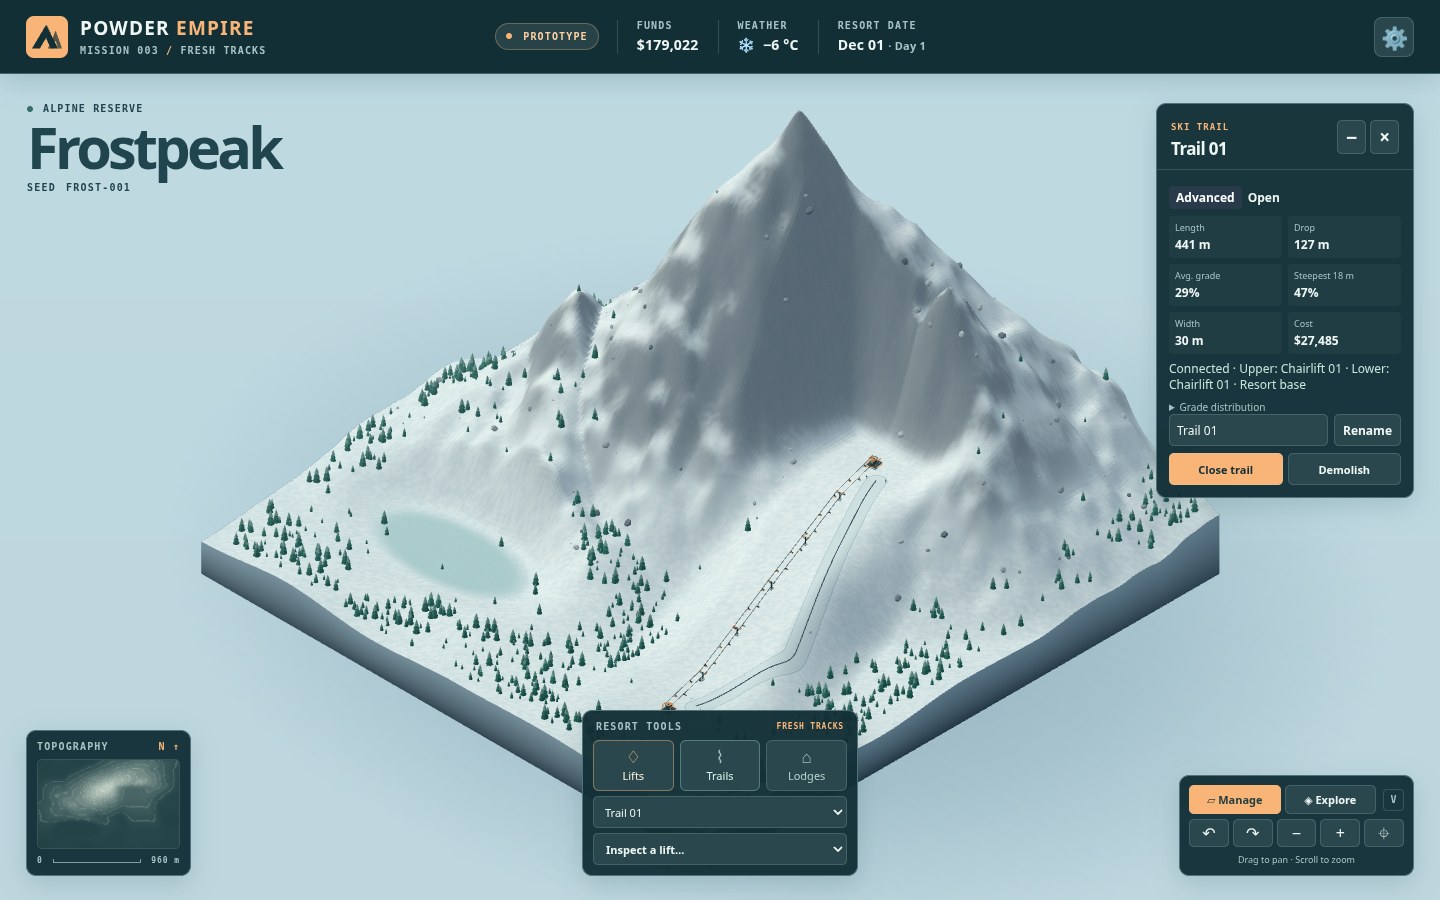 POWDER EMPIRE
MISSION 003 / FRESH TRACKS
PROTOTYPE
FUNDS
$179,022
WEATHER
−6 °C
RESORT DATE
Dec 01 · Day 1
ALPINE RESERVE
Frostpeak
SEED FROST-001
SKI TRAIL
Trail 01
Advanced Open
Length
441 m
Drop
127 m
Avg. grade
29%
Steepest 18 m
47%
Width
30 m
Cost
$27,485
Connected · Upper: Chairlift 01 · Lower:
Chairlift 01 · Resort base
Grade distribution
Trail 01
Rename
Close trail
Demolish
TOPOGRAPHY
N ↑
0
960 m
RESORT TOOLS
FRESH TRACKS
Lifts
Trails
Lodges
Trail 01
Inspect a lift...
Manage
Explore
V
Drag to pan · Scroll to zoom